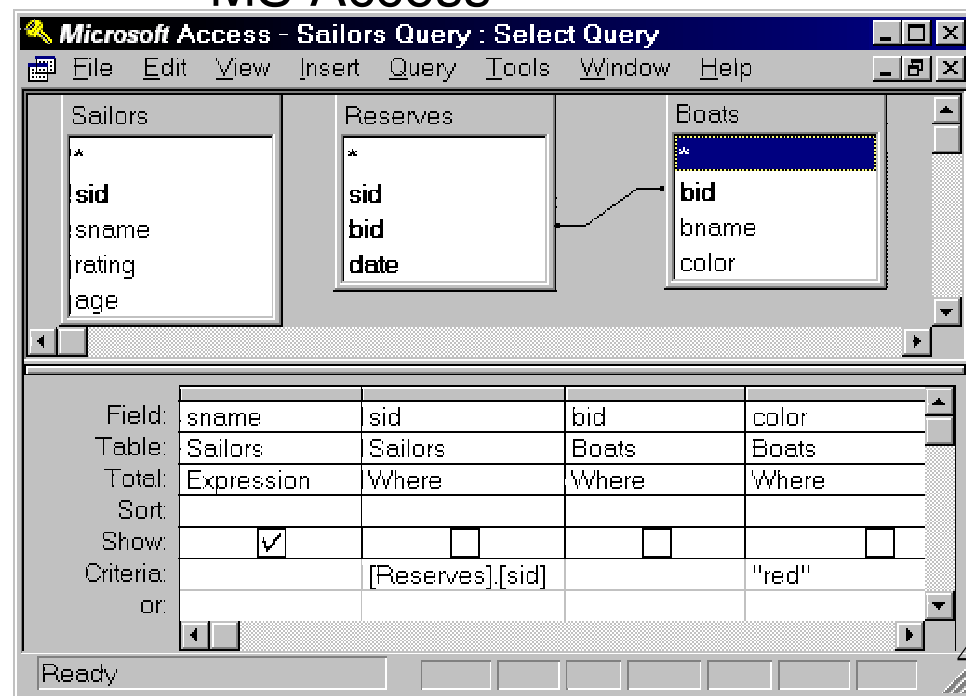 MS Access
Microsoft Access - Sailors Query : Select Query
File Edit View Insert Query Tools Window Help
Sailors Reserves Boats
* * *
sid sid bid
sname bid bname
rating date color
age
Field: sname sid bid color
Table: Sailors Sailors Boats Boats
Total: Expression Where Where Where
Sort:
Show:
Criteria: [Reserves].[sid] "red"
or:
Ready